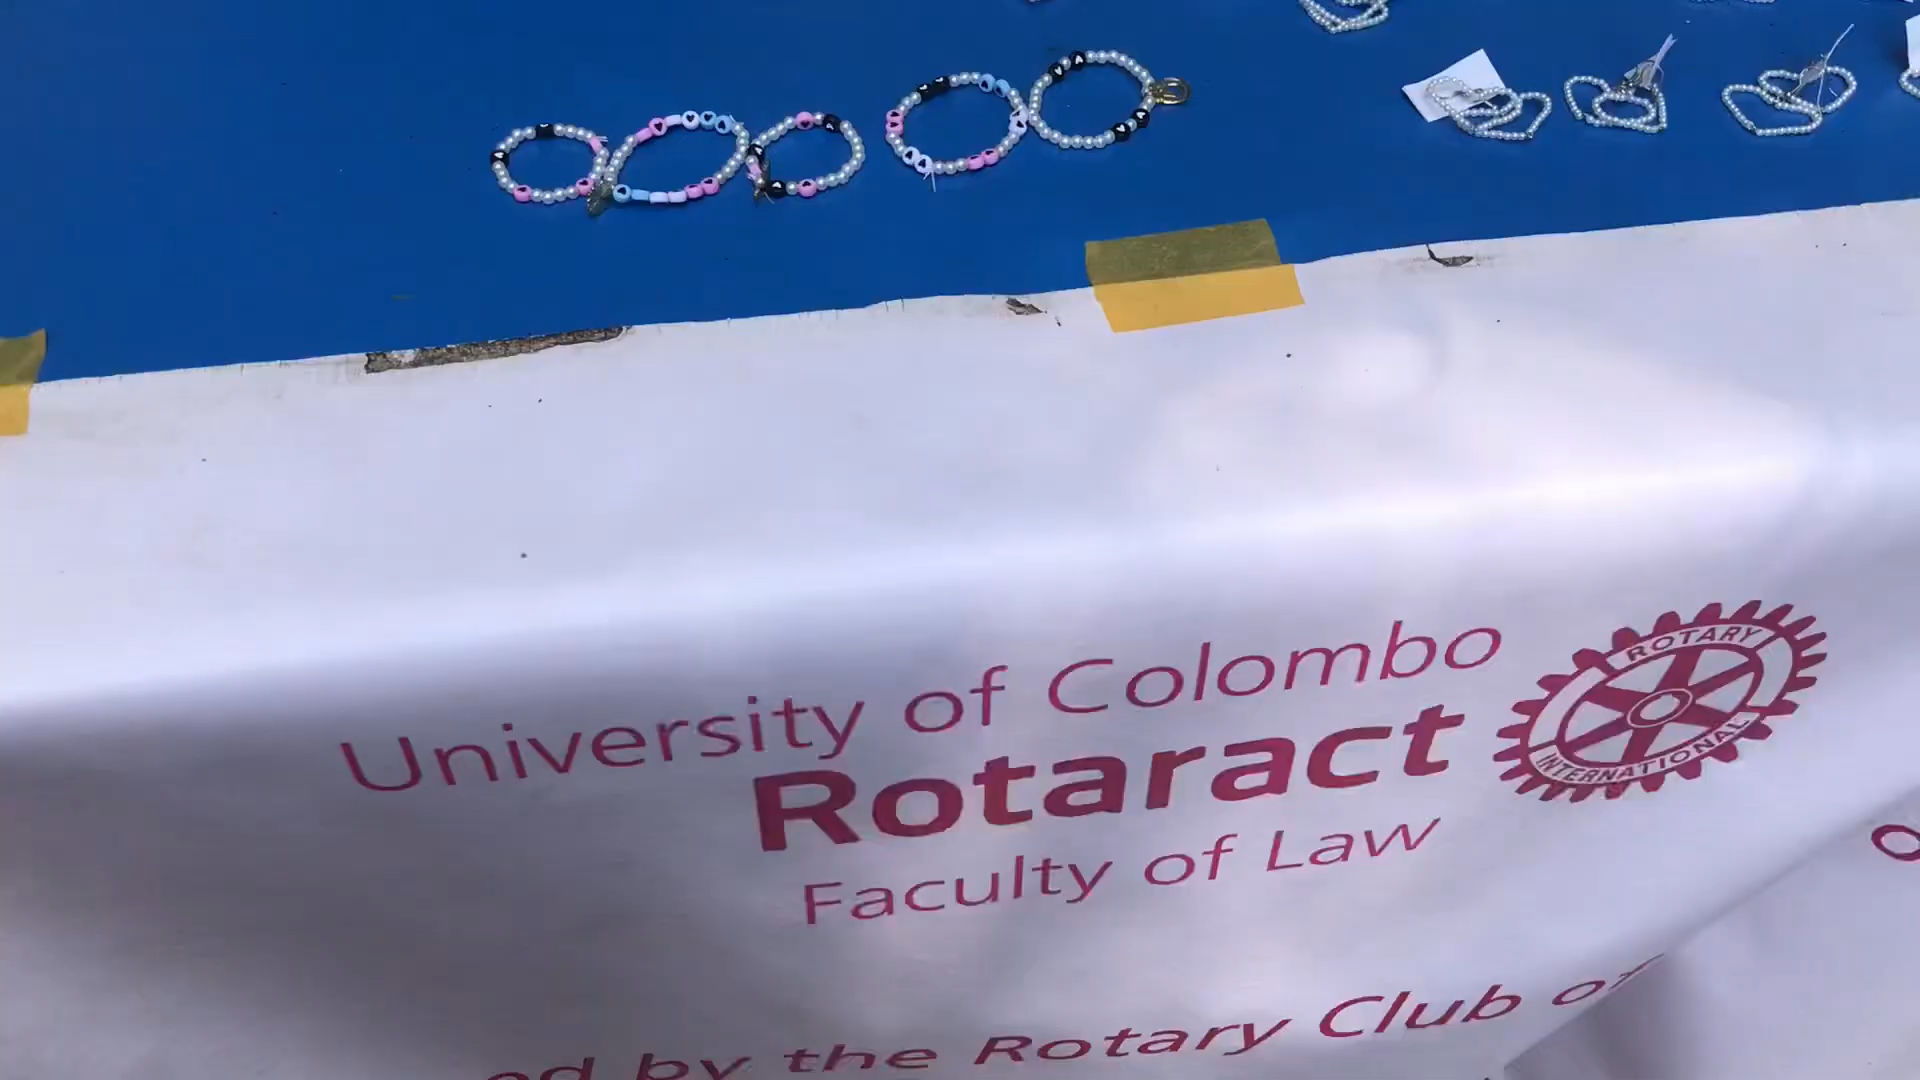 University of Colombo
Rotaract
Faculty of Law
ROTARY
INTERNATIONAL
by the Rotary Club of